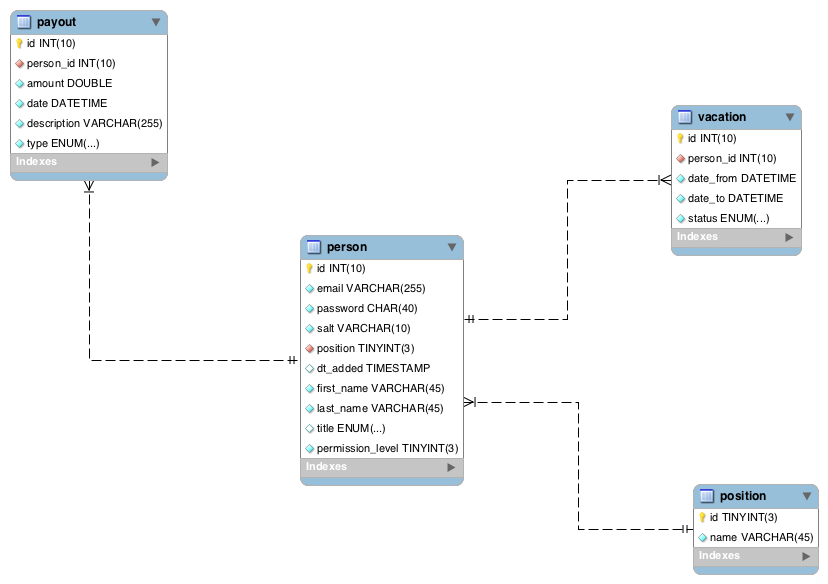 payout
id INT(10)
person_id INT(10)
amount DOUBLE
date DATETIME
description VARCHAR(255)
type ENUM(...)
Indexes
vacation
id INT(10)
person_id INT(10)
date_from DATETIME
date_to DATETIME
status ENUM(...)
Indexes
person
id INT(10)
email VARCHAR(255)
password CHAR(40)
salt VARCHAR(10)
position TINYINT(3)
dt_added TIMESTAMP
first_name VARCHAR(45)
last_name VARCHAR(45)
title ENUM(...)
permission_level TINYINT(3)
Indexes
position
id TINYINT(3)
name VARCHAR(45)
Indexes